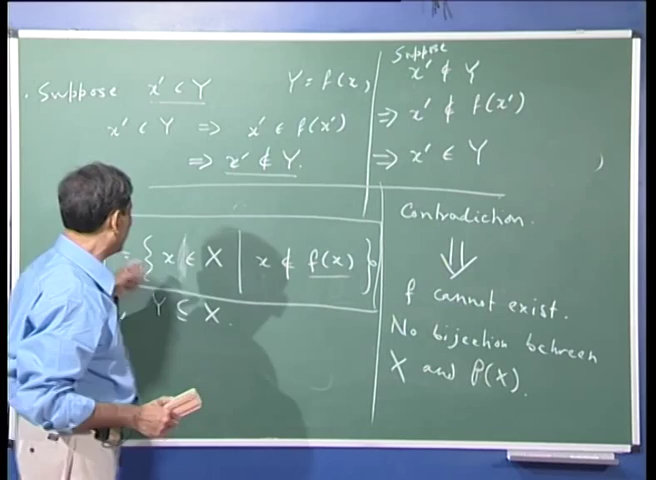 . Suppose x' ∈ Y Y = f(x,
x' ∈ Y ⇒ x' ∈ f(x')
⇒ x' ∉ Y.
= { x ∈ X | x ∉ f(x) }
, Y ⊆ X.
Suppose
x' ∉ Y
⇒ x' ∉ f(x')
⇒ x' ∈ Y
)
Contradiction.
⇓
f cannot exist.
No bijection between
X and P(X).